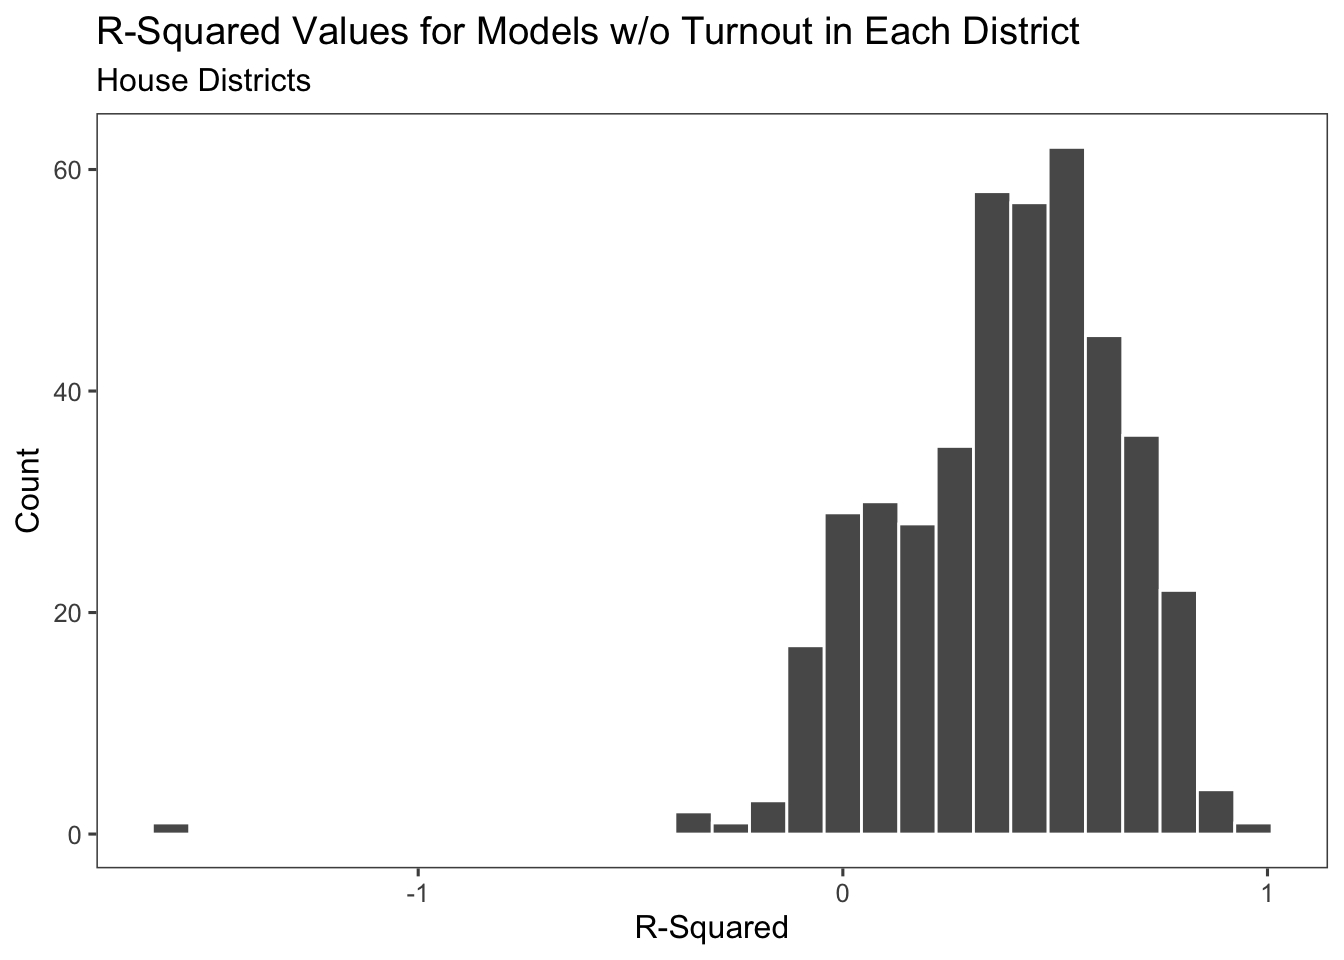 R-Squared Values for Models w/o Turnout in Each District
House Districts
60
40
20
0
Count
-1
0
1
R-Squared